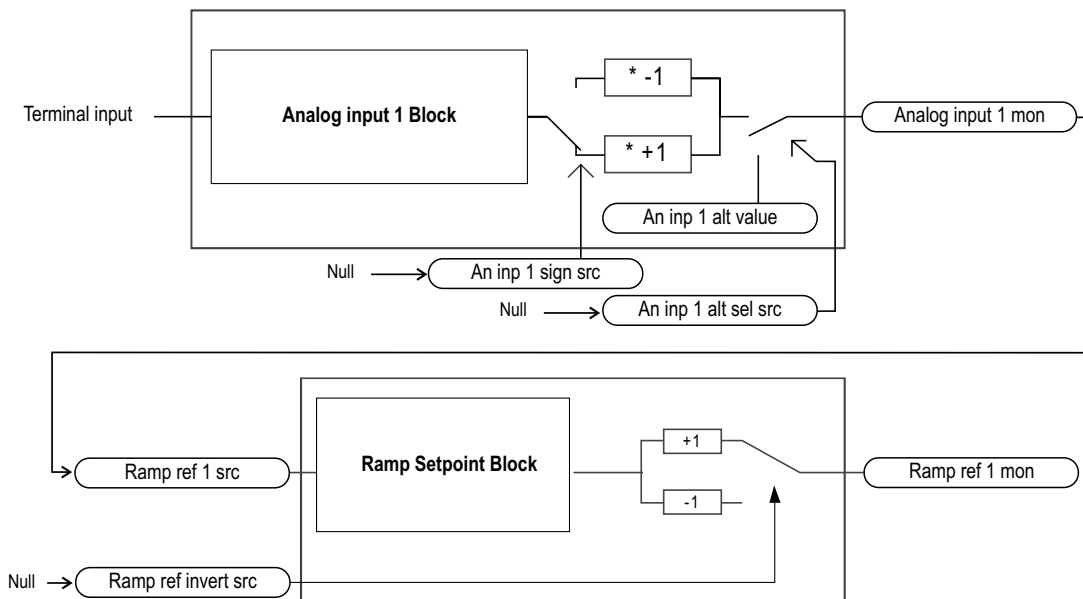 * -1
Terminal input
Analog input 1 Block
Analog input 1 mon
* +1
An inp 1 alt value
Null
An inp 1 sign src
Null
An inp 1 alt sel src
+1
Ramp ref 1 src
Ramp Setpoint Block
Ramp ref 1 mon
-1
Null
Ramp ref invert src